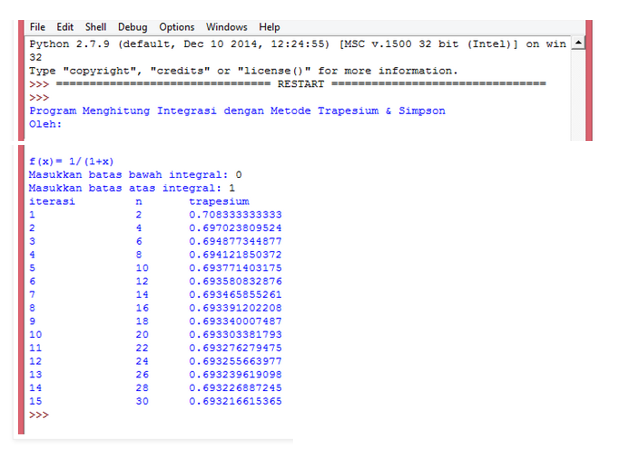 File Edit Shell Debug Options Windows Help
Python 2.7.9 (default, Dec 10 2014, 12:24:55) [MSC v.1500 32 bit (Intel)] on win
32
Type "copyright", "credits" or "license()" for more information.
>>> ================================ RESTART ================================
>>>
Program Menghitung Integrasi dengan Metode Trapesium & Simpson
Oleh:
f(x)= 1/(1+x)
Masukkan batas bawah integral: 0
Masukkan batas atas integral: 1
iterasi n trapesium
1 2 0.708333333333
2 4 0.697023809524
3 6 0.694877344877
4 8 0.694121850372
5 10 0.693771403175
6 12 0.693580832876
7 14 0.693465855261
8 16 0.693391202208
9 18 0.693340007487
10 20 0.693303381793
11 22 0.693276279475
12 24 0.693255663977
13 26 0.693239619098
14 28 0.693226887245
15 30 0.693216615365
>>>